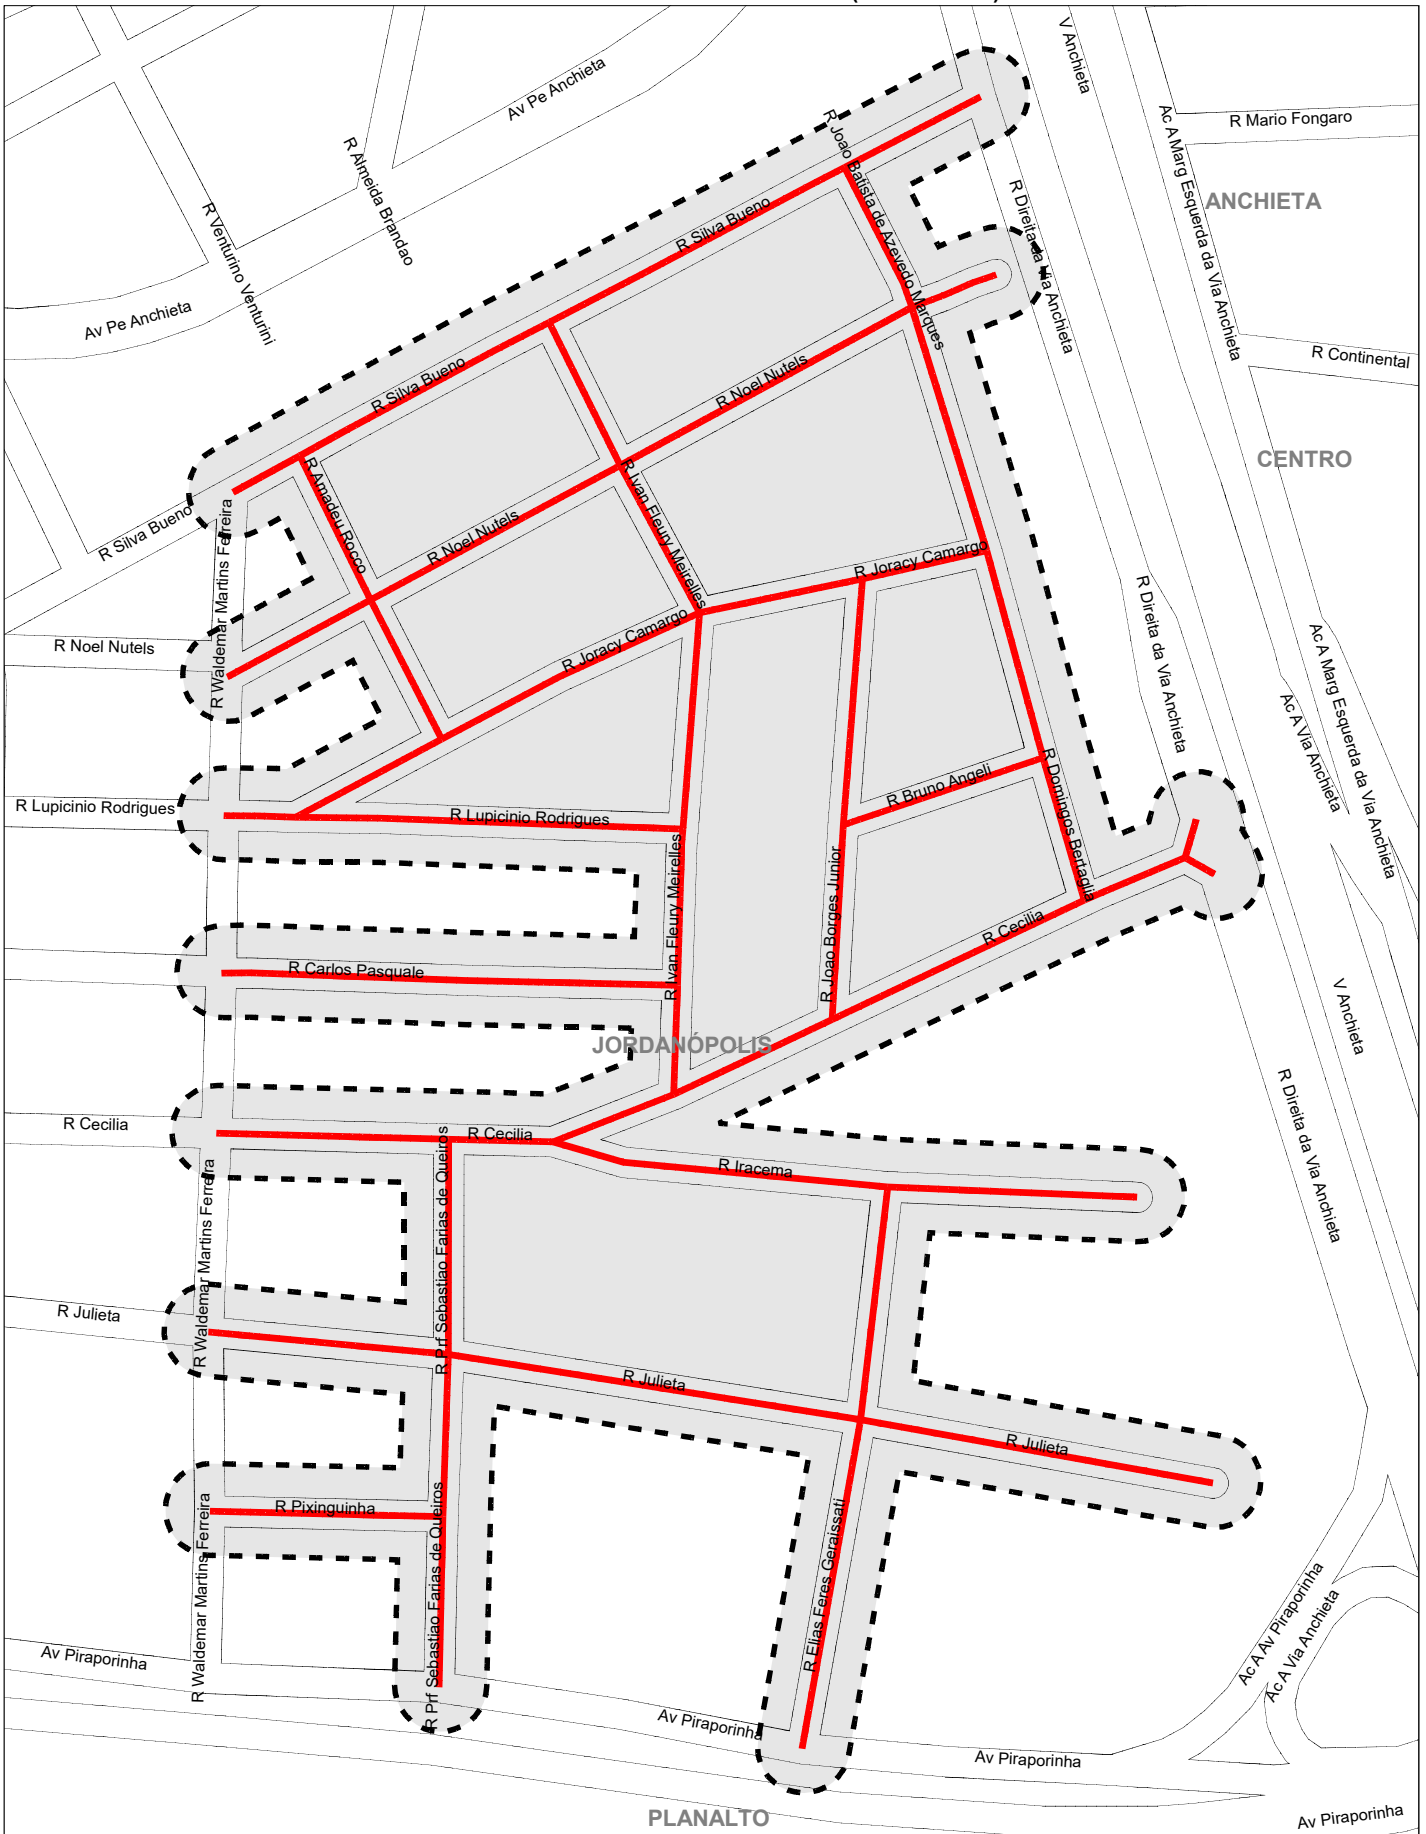 V Anchieta
Av Pe Anchieta
R Mario Fongaro
Ac A Marg Esquerda da Via Anchieta
R Joao Batista de Azevedo Marques
R Almeida Brandao
ANCHIETA
R Direita da Via Anchieta
R Venturino Venturini
R Silva Bueno
Av Pe Anchieta
R Continental
R Silva Bueno
R Noel Nutels
CENTRO
R Amadeu Rocco
R Ivan Fleury Meirelles
R Silva Bueno
R Waldemar Martins Ferreira
R Noel Nutels
R Joracy Camargo
R Direita da Via Anchieta
R Noel Nutels
R Joracy Camargo
Ac A Marg Esquerda da Via Anchieta
Ac A Via Anchieta
R Bruno Angeli
R Domingos Bertaglia
R Lupicinio Rodrigues
R Lupicinio Rodrigues
R Ivan Fleury Meirelles
R Joao Borges Junior
R Cecilia
R Carlos Pasquale
V Anchieta
JORDANÓPOLIS
R Direita da Via Anchieta
R Cecilia
R Cecilia
R Prf Sebastiao Farias de Queiros
R Iracema
R Waldemar Martins Ferreira
R Julieta
R Julieta
R Julieta
R Pixinguinha
R Prf Sebastiao Farias de Queiros
R Waldemar Martins Ferreira
R Elias Feres Geraissati
Ac A Av Piraporinha
Ac A Via Anchieta
Av Piraporinha
Av Piraporinha
Av Piraporinha
PLANALTO
Av Piraporinha